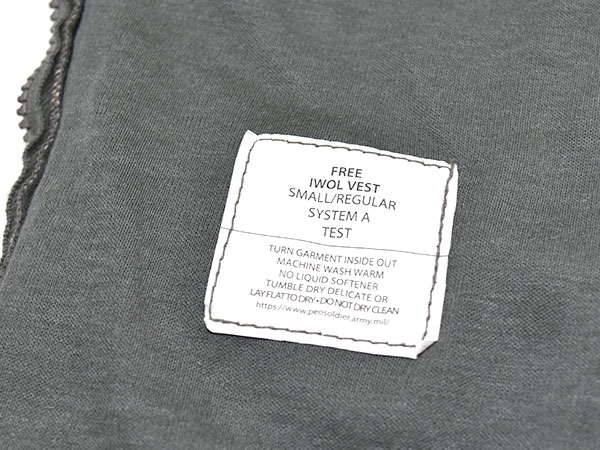 FREE
IWOL VEST
SMALL/REGULAR
SYSTEM A
TEST
TURN GARMENT INSIDE OUT
MACHINE WASH WARM
NO LIQUID SOFTENER
TUMBLE DRY DELICATE OR
LAY FLAT TO DRY • DO NOT DRY CLEAN
https://www.peosoldier.army.mil/